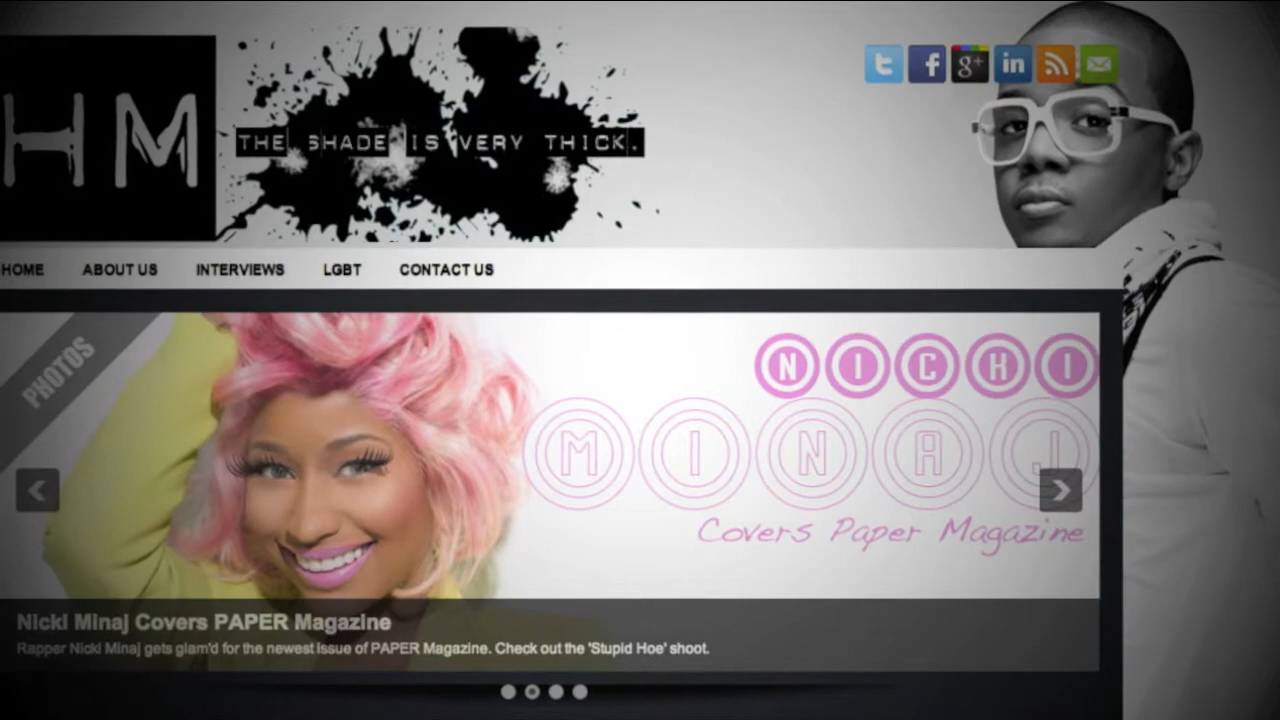 HM
THE SHADE IS VERY THICK.
HOME ABOUT US INTERVIEWS LGBT CONTACT US
PHOTOS
NICKI
MINAJ
Covers Paper Magazine
Nicki Minaj Covers PAPER Magazine
Rapper Nicki Minaj gets glam'd for the newest issue of PAPER Magazine. Check out the 'Stupid Hoe' shoot.